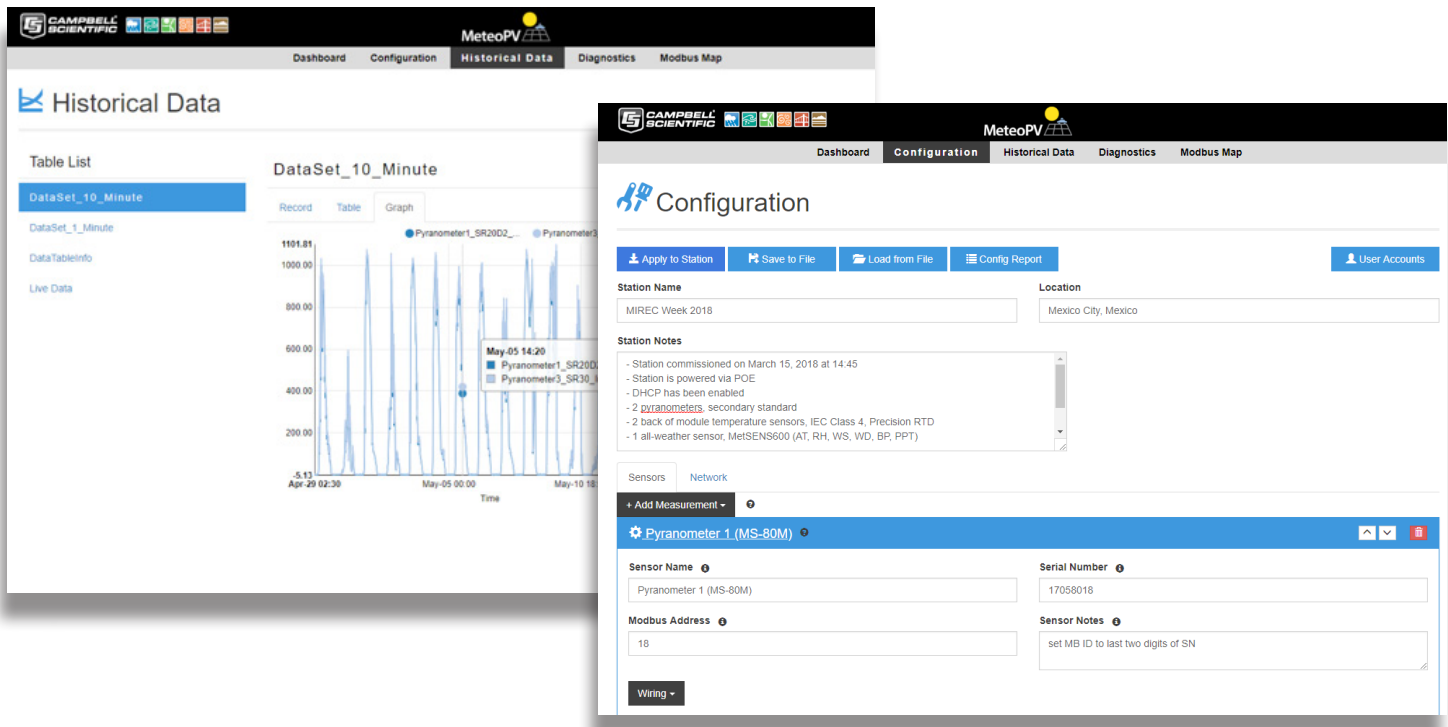 CAMPBELL
SCIENTIFIC
MeteoPV
Dashboard Configuration Historical Data Diagnostics Modbus Map
Historical Data
Table List
DataSet_10_Minute
DataSet_1_Minute
DataTableInfo
Live Data
DataSet_10_Minute
Record Table Graph
Pyranometer1_SR20D2_... Pyranometer3
1101.81
1000.00
800.00
600.00
400.00
200.00
-5.13
May-05 14:20
Pyranometer1_SR20D
Pyranometer3_SR30_I
Apr-29 02:30 May-05 00:00 May-10 18:
Time
CAMPBELL
SCIENTIFIC
MeteoPV
Dashboard Configuration Historical Data Diagnostics Modbus Map
Configuration
Apply to Station Save to File Load from File Config Report User Accounts
Station Name Location
MIREC Week 2018 Mexico City, Mexico
Station Notes
- Station commissioned on March 15, 2018 at 14:45
- Station is powered via POE
- DHCP has been enabled
- 2 pyranometers, secondary standard
- 2 back of module temperature sensors, IEC Class 4, Precision RTD
- 1 all-weather sensor, MetSENS600 (AT, RH, WS, WD, BP, PPT)
Sensors Network
+ Add Measurement
Pyranometer 1 (MS-80M)
Sensor Name Serial Number
Pyranometer 1 (MS-80M) 17058018
Modbus Address Sensor Notes
18 set MB ID to last two digits of SN
Wiring